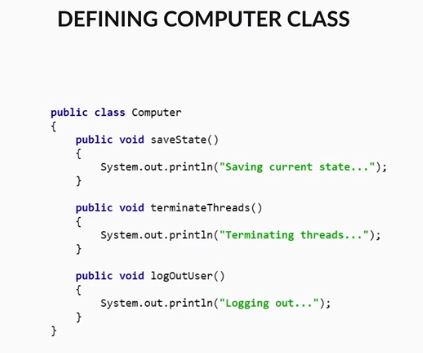 DEFINING COMPUTER CLASS
public class Computer
{
    public void saveState()
    {
        System.out.println("Saving current state...");
    }
    public void terminateThreads()
    {
        System.out.println("Terminating threads...");
    }
    public void logOutUser()
    {
        System.out.println("Logging out...");
    }
}